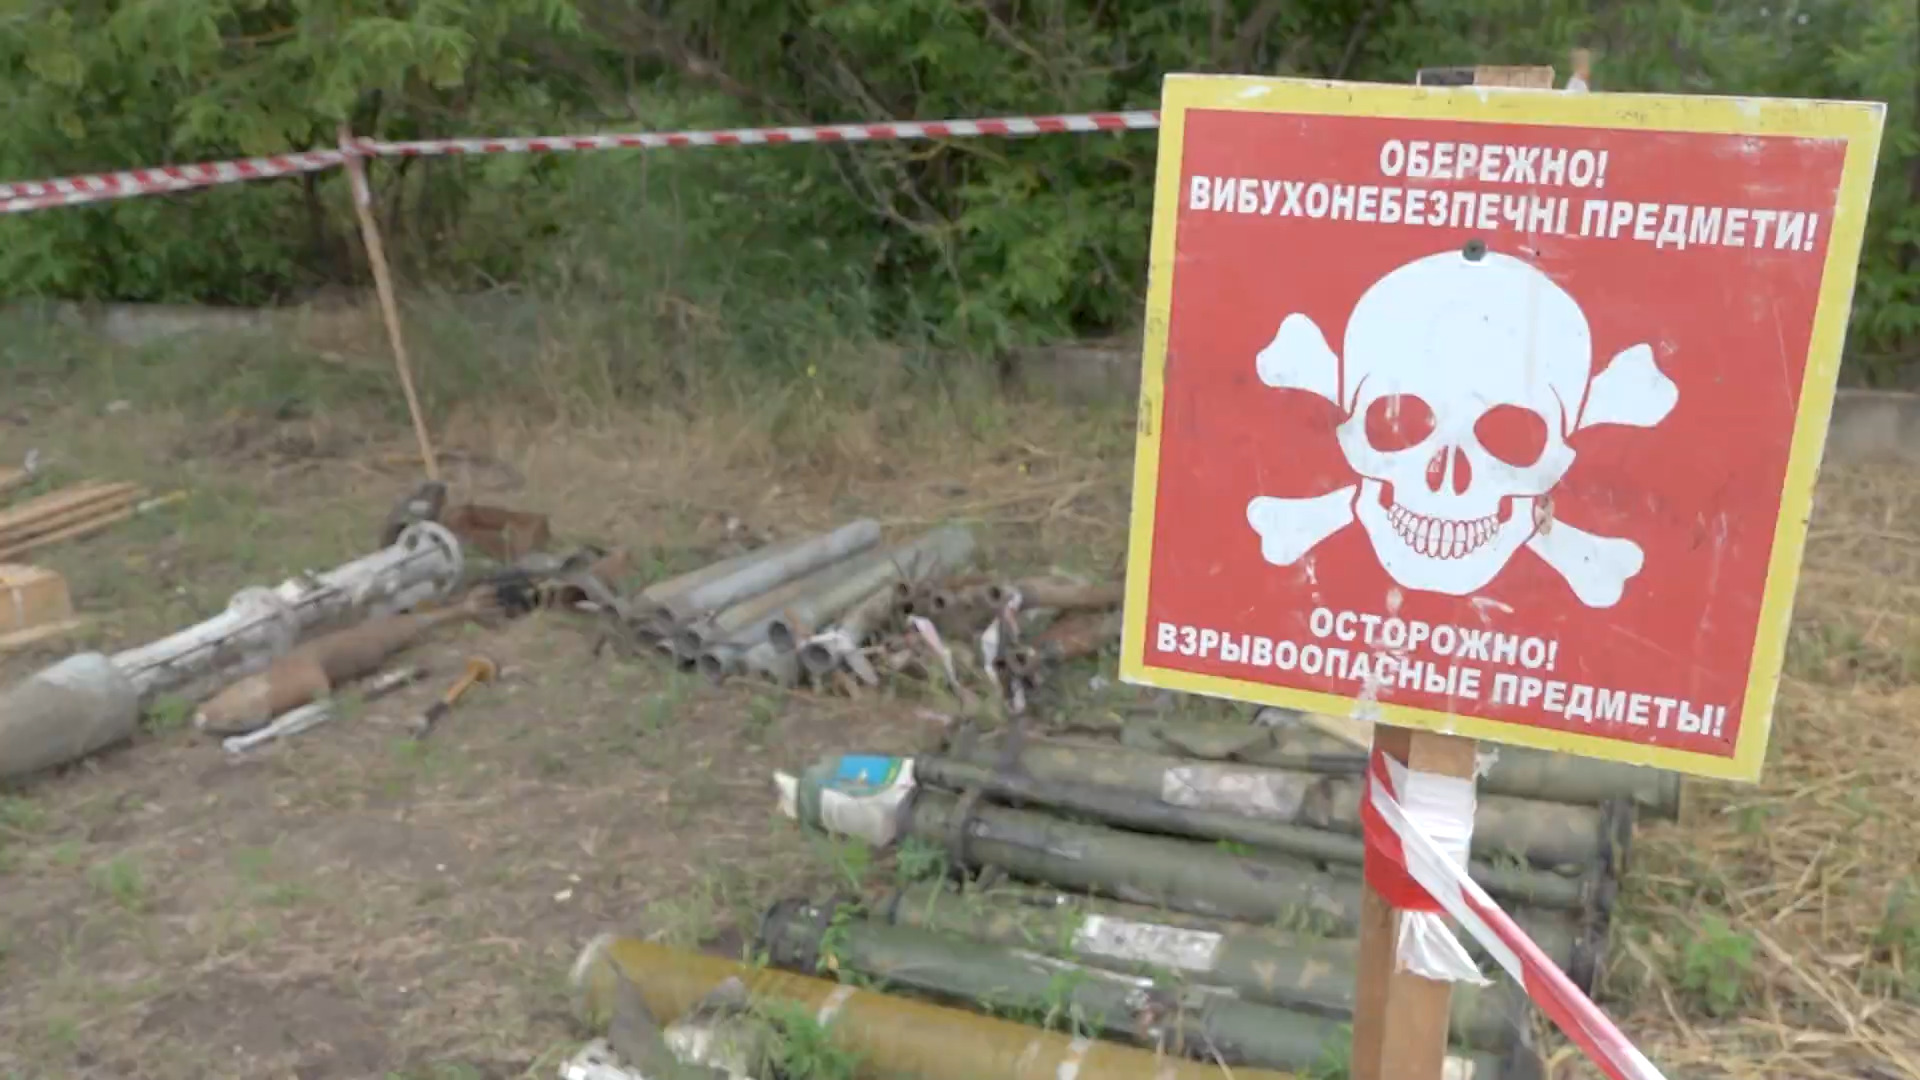 ОБЕРЕЖНО!
ВИБУХОНЕБЕЗПЕЧНІ ПРЕДМЕТИ!
ОСТОРОЖНО!
ВЗРЫВООПАСНЫЕ ПРЕДМЕТЫ!